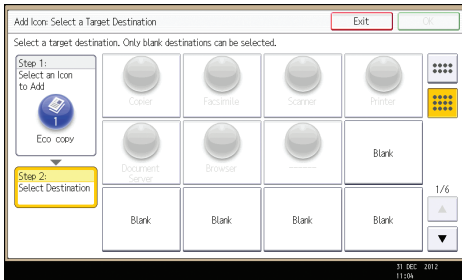 Add Icon: Select a Target Destination
Exit
OK
Select a target destination. Only blank destinations can be selected.
Step 1:
Select an Icon
to Add
1
Eco copy
Step 2:
Select Destination
Copier
Facsimile
Scanner
Printer
Document
Server
Browser
----------
Blank
Blank
Blank
Blank
Blank
1/6
31 DEC 2012
11:04